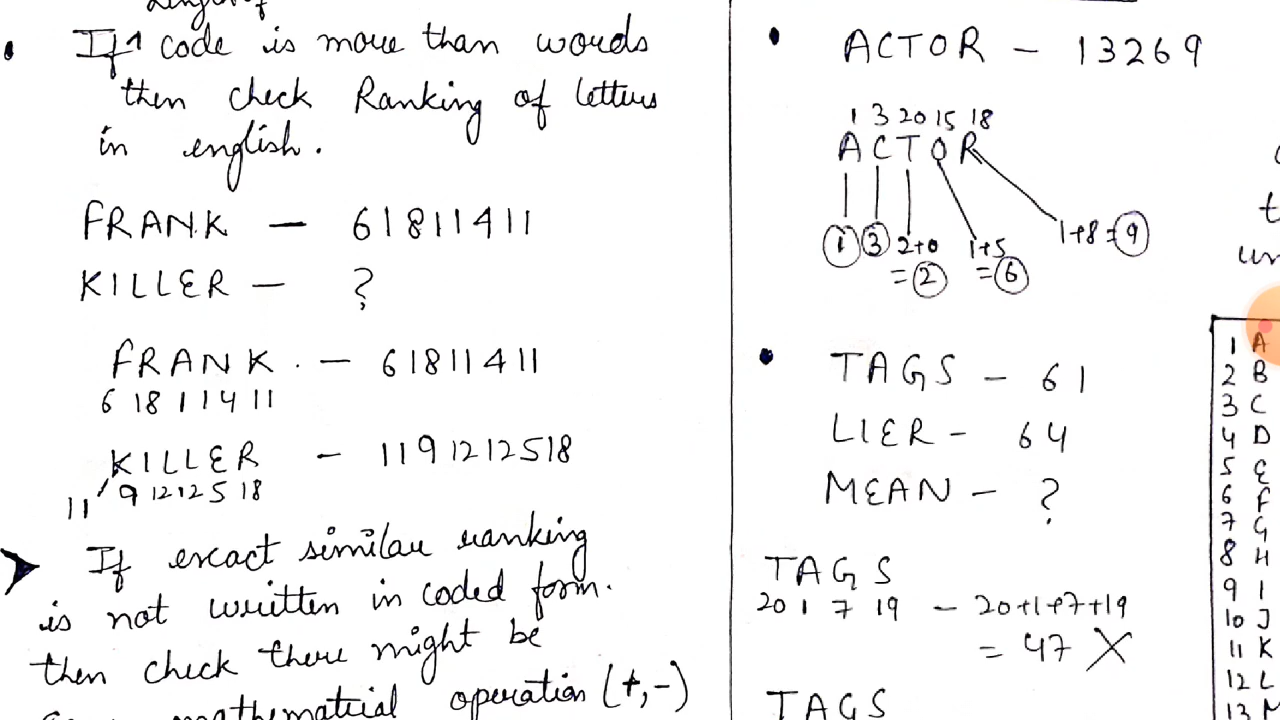 If code is more than words
then check Ranking of letters
in english.
FRANK — 61811411
KILLER — ?
FRANK. — 61811411
6 18 1 14 11
KILLER — 1191212518
11 9 12 12 5 18
If exact similar ranking
is not written in coded form.
then check there might be
mathematical operation (+,-)
ACTOR - 13269
1 3 20 15 18
ACTOR
1 3 2+0 1+5 1+8=9
=2 =6
TAGS - 61
LIER - 64
MEAN - ?
TAGS
20 1 7 19 - 20+1+7+19
= 47 X
TAGS
1 A
2 B
3 C
4 D
5 E
6 F
7 G
8 H
9 I
10 J
11 K
12 L
13 M